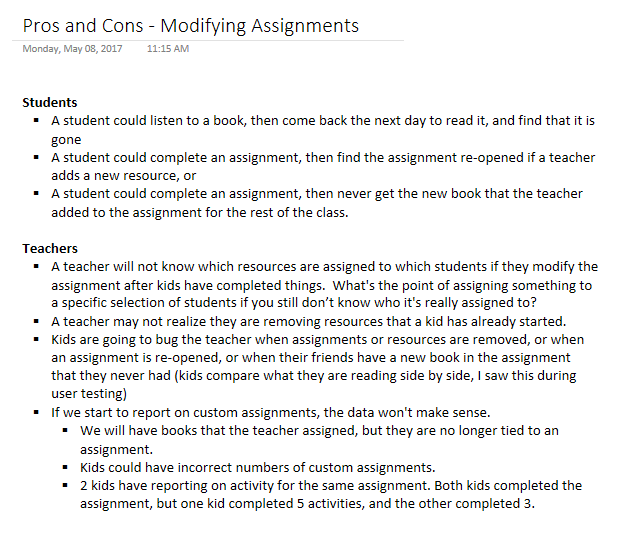 Pros and Cons - Modifying Assignments
Monday, May 08, 2017 11:15 AM
Students
▪ A student could listen to a book, then come back the next day to read it, and find that it is
gone
▪ A student could complete an assignment, then find the assignment re-opened if a teacher
adds a new resource, or
▪ A student could complete an assignment, then never get the new book that the teacher
added to the assignment for the rest of the class.
Teachers
▪ A teacher will not know which resources are assigned to which students if they modify the
assignment after kids have completed things.  What's the point of assigning something to
a specific selection of students if you still don’t know who it's really assigned to?
▪ A teacher may not realize they are removing resources that a kid has already started.
▪ Kids are going to bug the teacher when assignments or resources are removed, or when
an assignment is re-opened, or when their friends have a new book in the assignment
that they never had (kids compare what they are reading side by side, I saw this during
user testing)
▪ If we start to report on custom assignments, the data won't make sense.
▪ We will have books that the teacher assigned, but they are no longer tied to an
assignment.
▪ Kids could have incorrect numbers of custom assignments.
▪ 2 kids have reporting on activity for the same assignment. Both kids completed the
assignment, but one kid completed 5 activities, and the other completed 3.